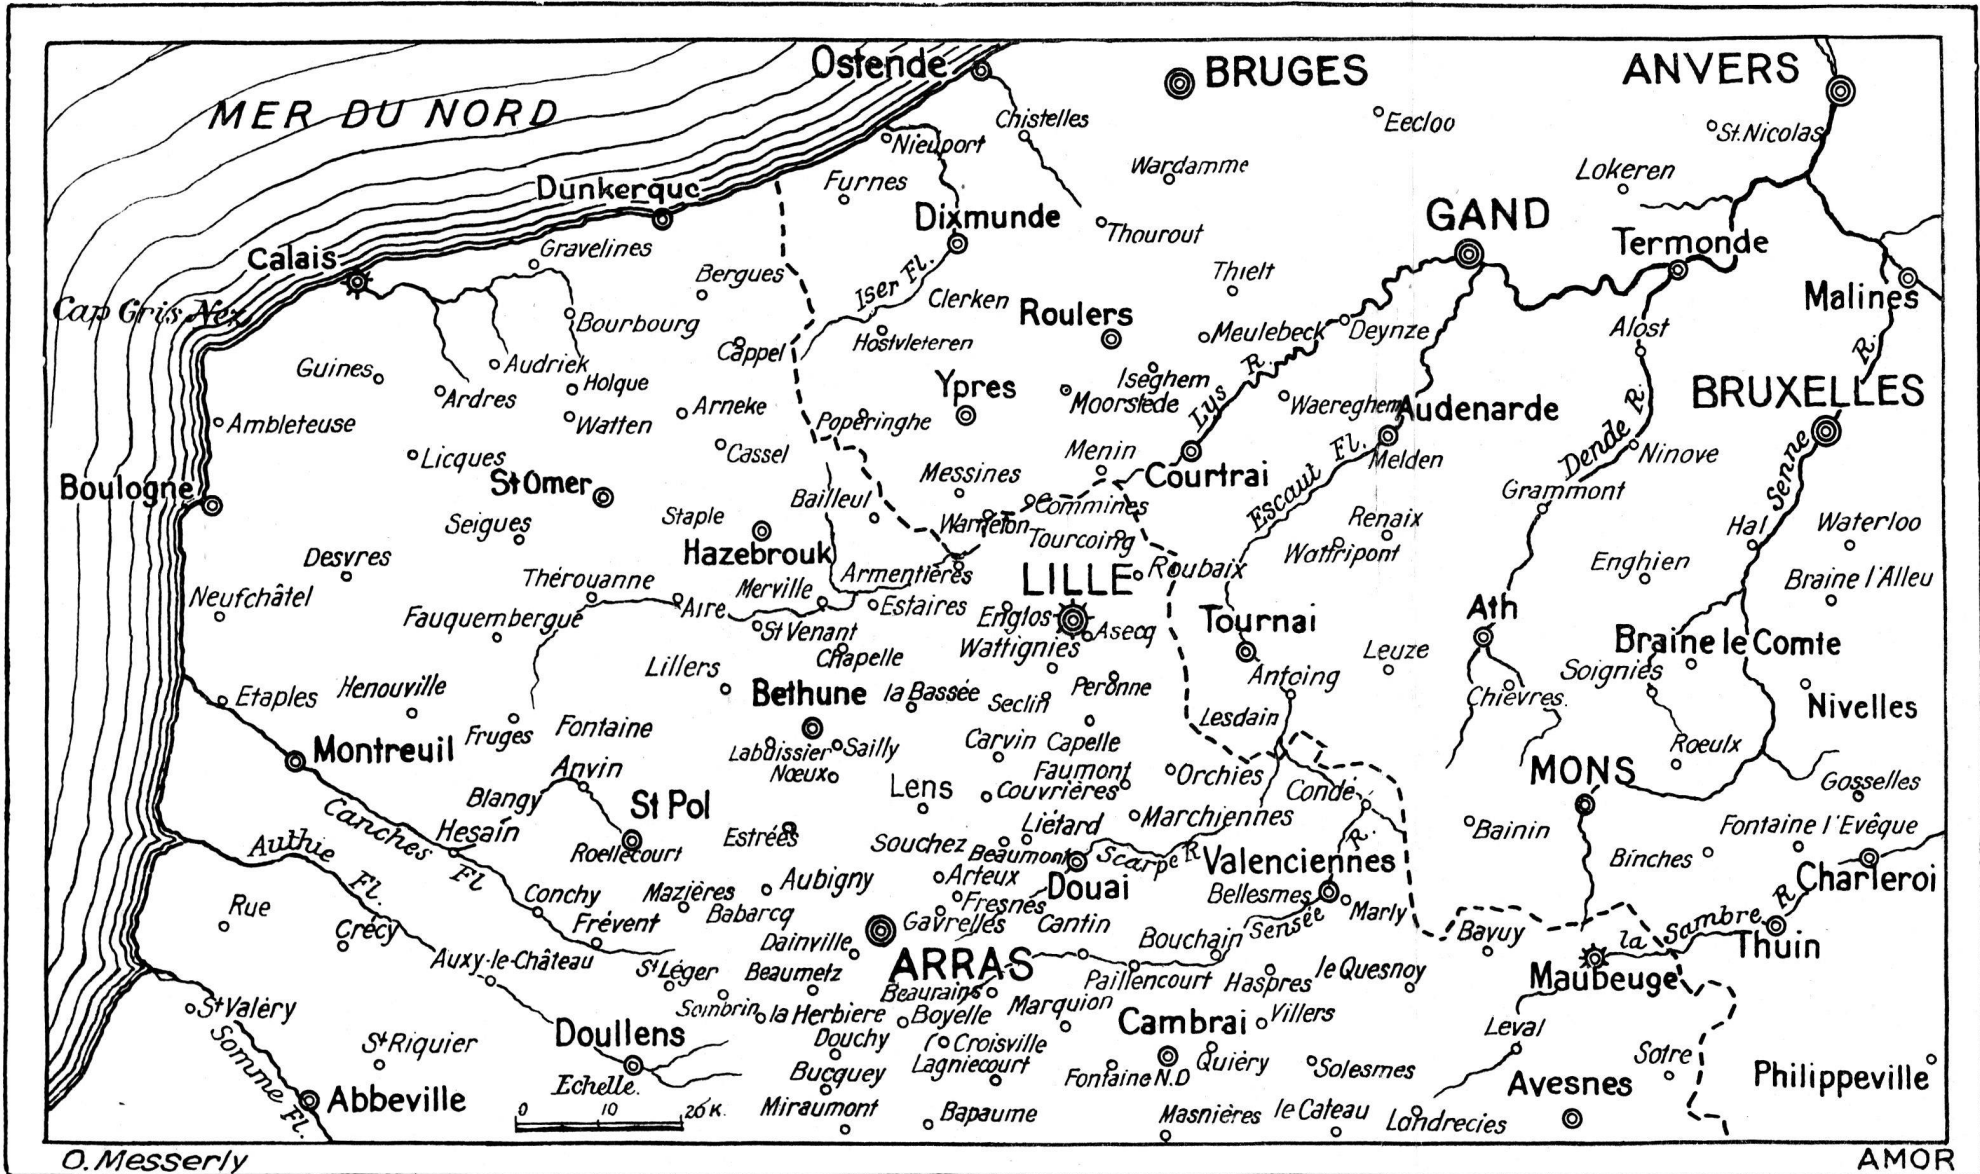 Ostende
BRUGES
ANVERS
MER DU NORD
Chistelles
Eecloo
St. Nicolas
Nieuport
Wardamme
Lokeren
Furnes
Dunkerque
Dixmunde
Thourout
GAND
Termonde
Calais
Gravelines
Bergues
Iser Fl.
Clerken
Thielt
Malines
Cap Gris Nez
Bourbourg
Roulers
Meulebeck
Deynze
Alost
Cappel
Hostvleteren
R.
Guines
Audriek
Holque
Ypres
Iseghem
Lys R.
BRUXELLES
Ardres
Arneke
Moorslede
Waereghem
Audenarde
Dende R.
Ambleteuse
Watten
Poperinghe
Licques
Cassel
Menin
Courtrai
Escaut Fl.
Melden
Ninove
Senne
Boulogne
St Omer
Messines
Grammont
Bailleul
Commines
Seigues
Staple
Warneton
Tourcoing
Renaix
Hal
Waterloo
Desvres
Hazebrouk
Wattripont
Enghien
Braine l'Alleu
Neufchâtel
Thérouanne
Merville
Armentières
LILLE
Roubaix
Fauquembergue
Aire
Estaires
Englos
Tournai
Ath
St Venant
Asecq
Wattignies
Braine le Comte
Chapelle
Leuze
Soignies
Lillers
Etaples
Henouville
Bethune
la Bassée
Seclin
Peronne
Antoing
Chièvres.
Nivelles
Lesdain
Fruges
Fontaine
Montreuil
Labuissier
Sailly
Carvin
Capelle
Roeulx
Nœux
Anvin
Faumont
Orchies
MONS
Gosselles
Blangy
St Pol
Lens
Couvrières
Condé
Canches Fl
Hesain
Estrées
Liétard
Marchiennes
Bainin
Fontaine l'Evêque
Authie Fl.
Roellecourt
Souchez
Beaumont
Scarpe R
Valenciennes
R.
Binches
Charleroi
Aubigny
Arteux
Douai
Conchy
Mazières
Fresnes
Bellesmes
Marly
Rue
Babarcq
Gavrelles
Cantin
Sensée
Crécy
Frévent
Dainville
Bouchain
Bavuy
la Sambre R
Thuin
Auxy-le-Château
St Léger
Beaumetz
ARRAS
Paillencourt
Haspres
le Quesnoy
Maubeuge
Beaurains
Marquion
St Valéry
Sombrin
la Herbiere
Boyelle
Cambrai
Villers
Leval
Somme Fl.
St Riquier
Doullens
Douchy
Croisville
Quiéry
Solesmes
Sotre
Bucquey
Lagniecourt
Fontaine N.D
Avesnes
Philippeville
Abbeville
Echelle.
0 10 20 K.
Miraumont
Bapaume
Masnières
le Cateau
Landrecies
O. Messerly
AMOR